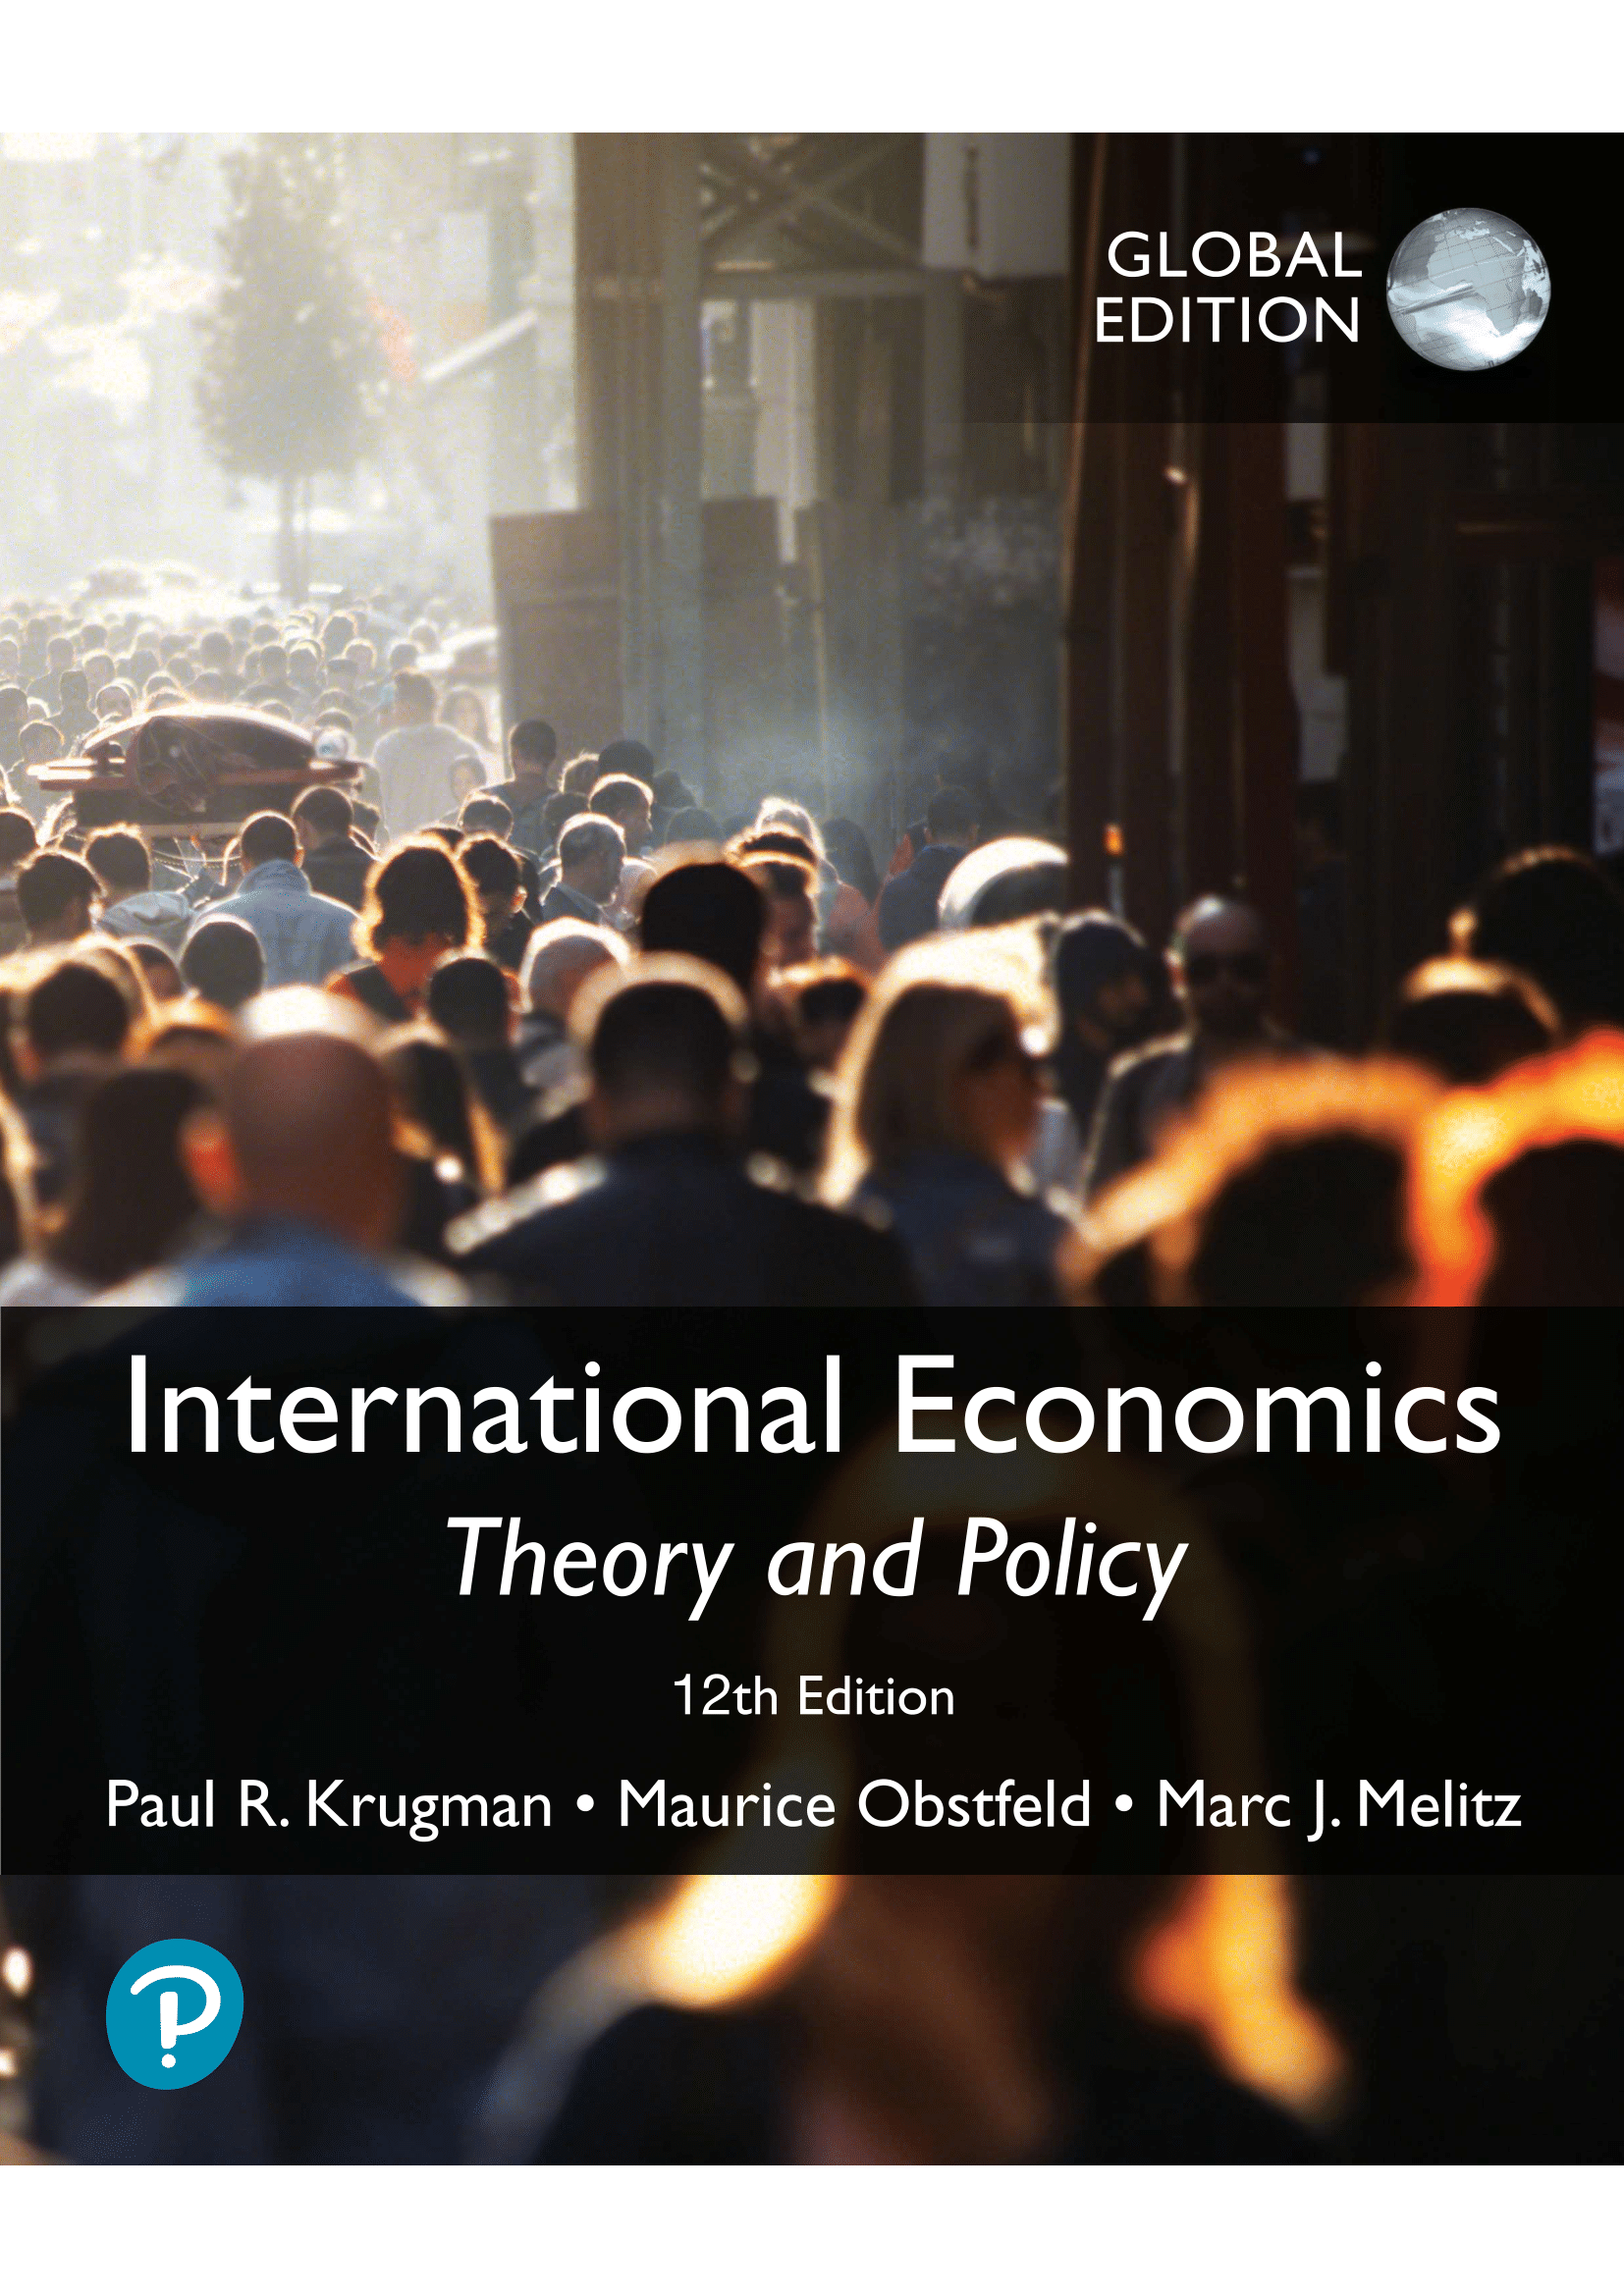 GLOBAL
EDITION
International Economics
Theory and Policy
12th Edition
Paul R. Krugman • Maurice Obstfeld • Marc J. Melitz